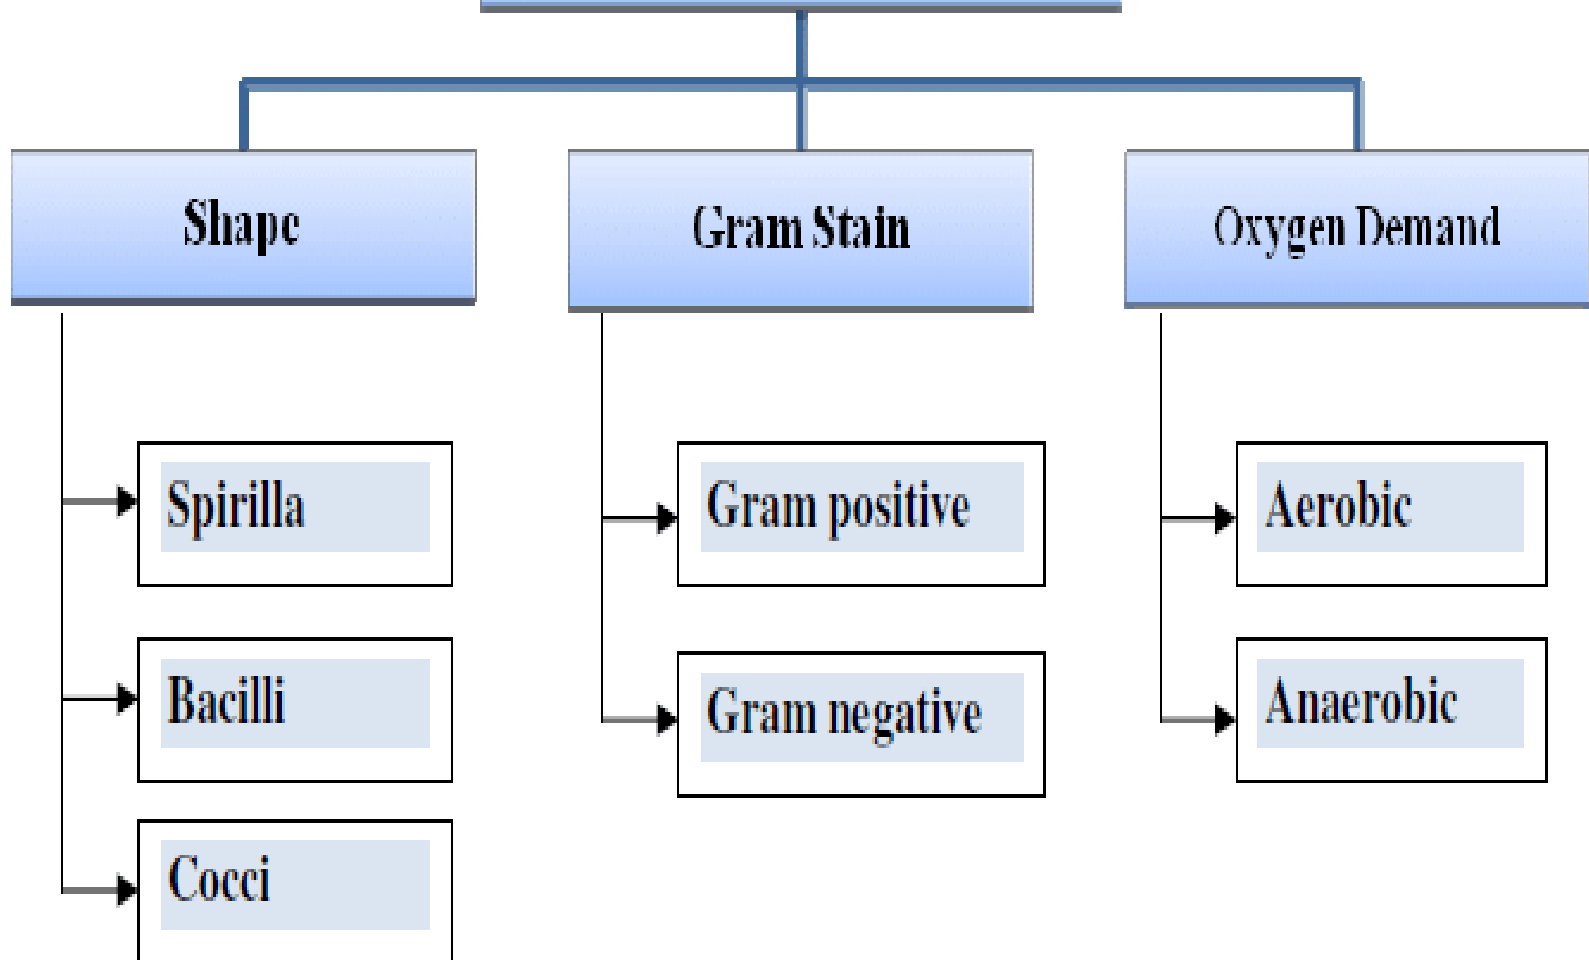 Shape
Gram Stain
Oxygen Demand
Spirilla
Bacilli
Cocci
Gram positive
Gram negative
Aerobic
Anaerobic